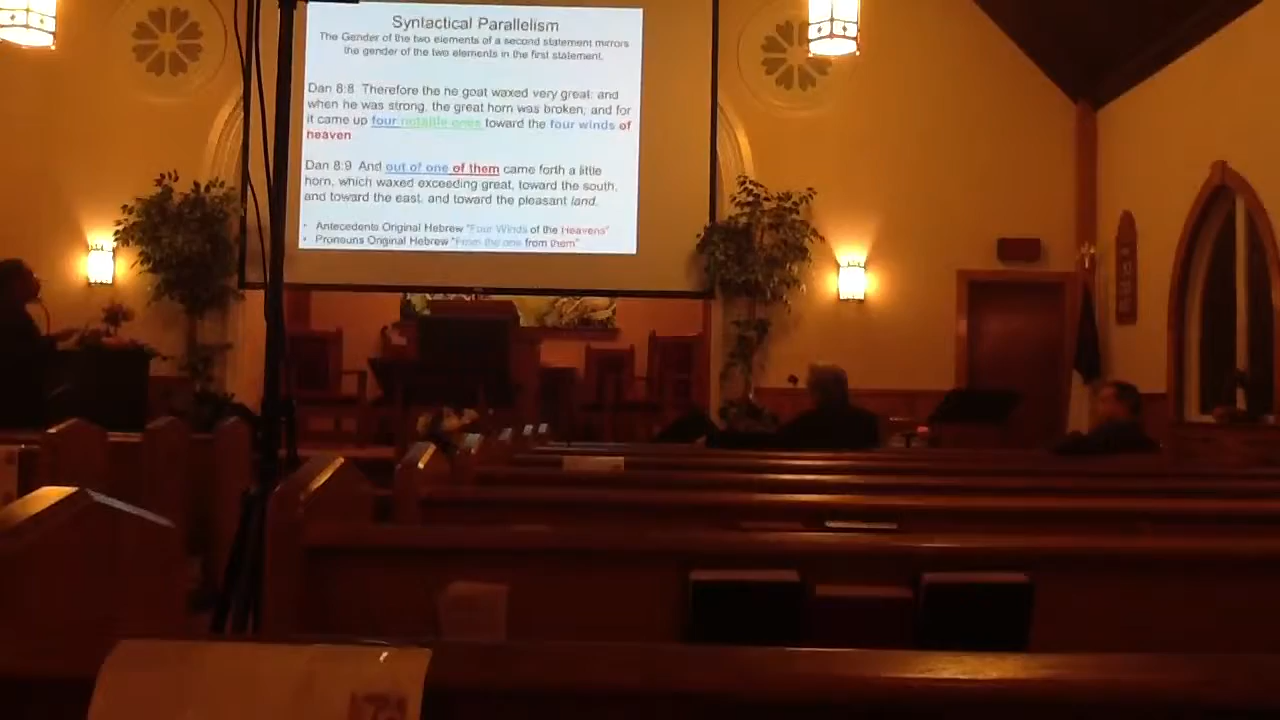 Syntactical Parallelism
The Gender of the two elements of a second statement mirrors
the gender of the two elements in the first statement.
Dan 8:8 Therefore the he goat waxed very great: and
when he was strong, the great horn was broken; and for
it came up four notable ones toward the four winds of
heaven
Dan 8:9 And out of one of them came forth a little
horn, which waxed exceeding great, toward the south,
and toward the east, and toward the pleasant land.
• Antecedents Original Hebrew "Four Winds of the Heavens"
• Pronouns Original Hebrew "From the one from them"